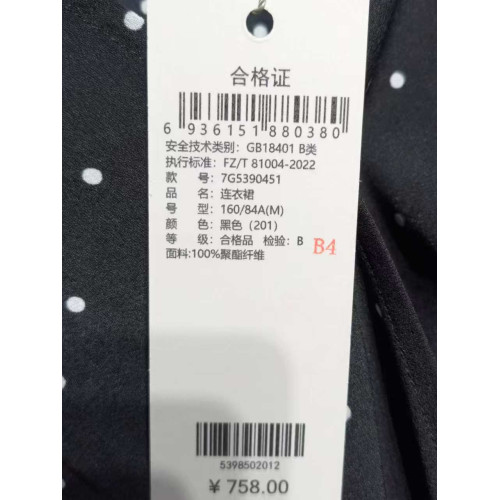 合格证
6 936151 880380
安全技术类别：GB18401 B类
执行标准：FZ/T 81004-2022
款 号：7G5390451
品 名：连衣裙
号 型：160/84A(M)
颜 色：黑色（201）
等 级：合格品 检验：B B4
面料:100%聚酯纤维
5398502012
¥ 758.00